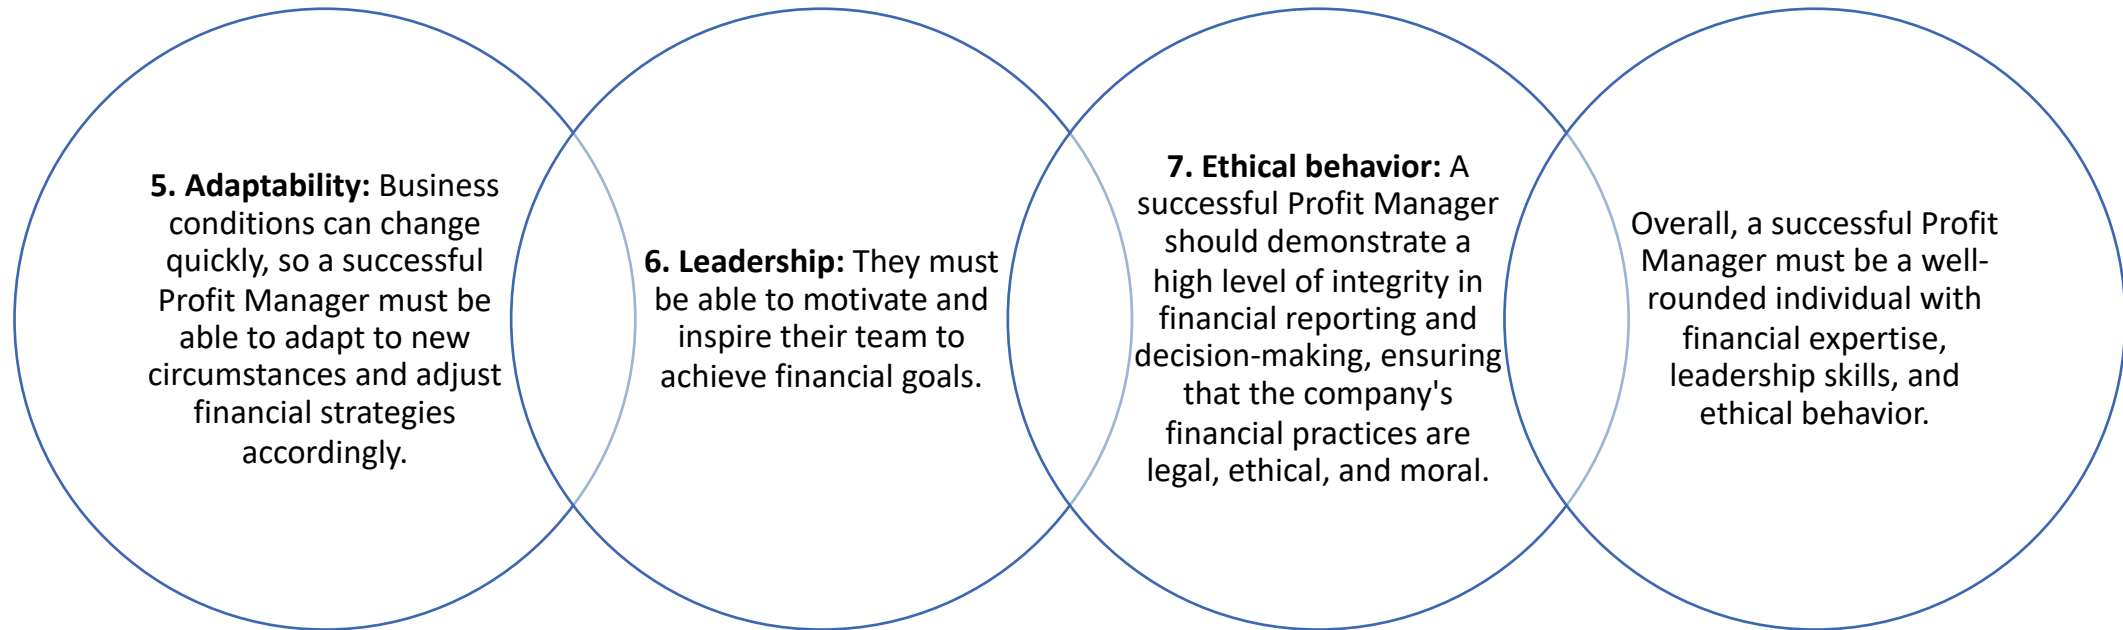 5. Adaptability: Business
conditions can change
quickly, so a successful
Profit Manager must be
able to adapt to new
circumstances and adjust
financial strategies
accordingly.
6. Leadership: They must
be able to motivate and
inspire their team to
achieve financial goals.
7. Ethical behavior: A
successful Profit Manager
should demonstrate a
high level of integrity in
financial reporting and
decision-making, ensuring
that the company's
financial practices are
legal, ethical, and moral.
Overall, a successful Profit
Manager must be a well-
rounded individual with
financial expertise,
leadership skills, and
ethical behavior.